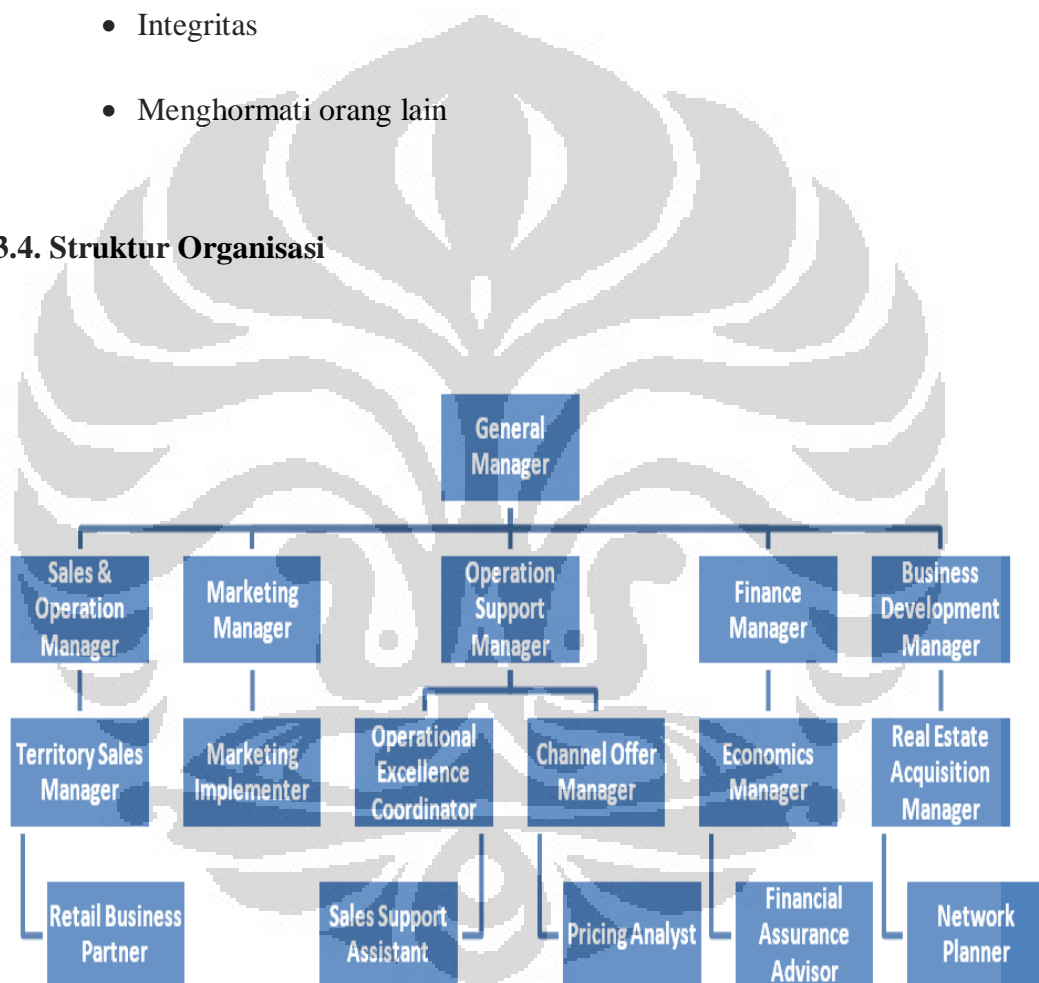 • Integritas
• Menghormati orang lain
3.4. Struktur Organisasi
General
Manager
Sales &
Operation
Manager
Marketing
Manager
Operation
Support
Manager
Finance
Manager
Business
Development
Manager
Territory Sales
Manager
Marketing
Implementer
Operational
Excellence
Coordinator
Channel Offer
Manager
Economics
Manager
Real Estate
Acquisition
Manager
Retail Business
Partner
Sales Support
Assistant
Pricing Analyst
Financial
Assurance
Advisor
Network
Planner